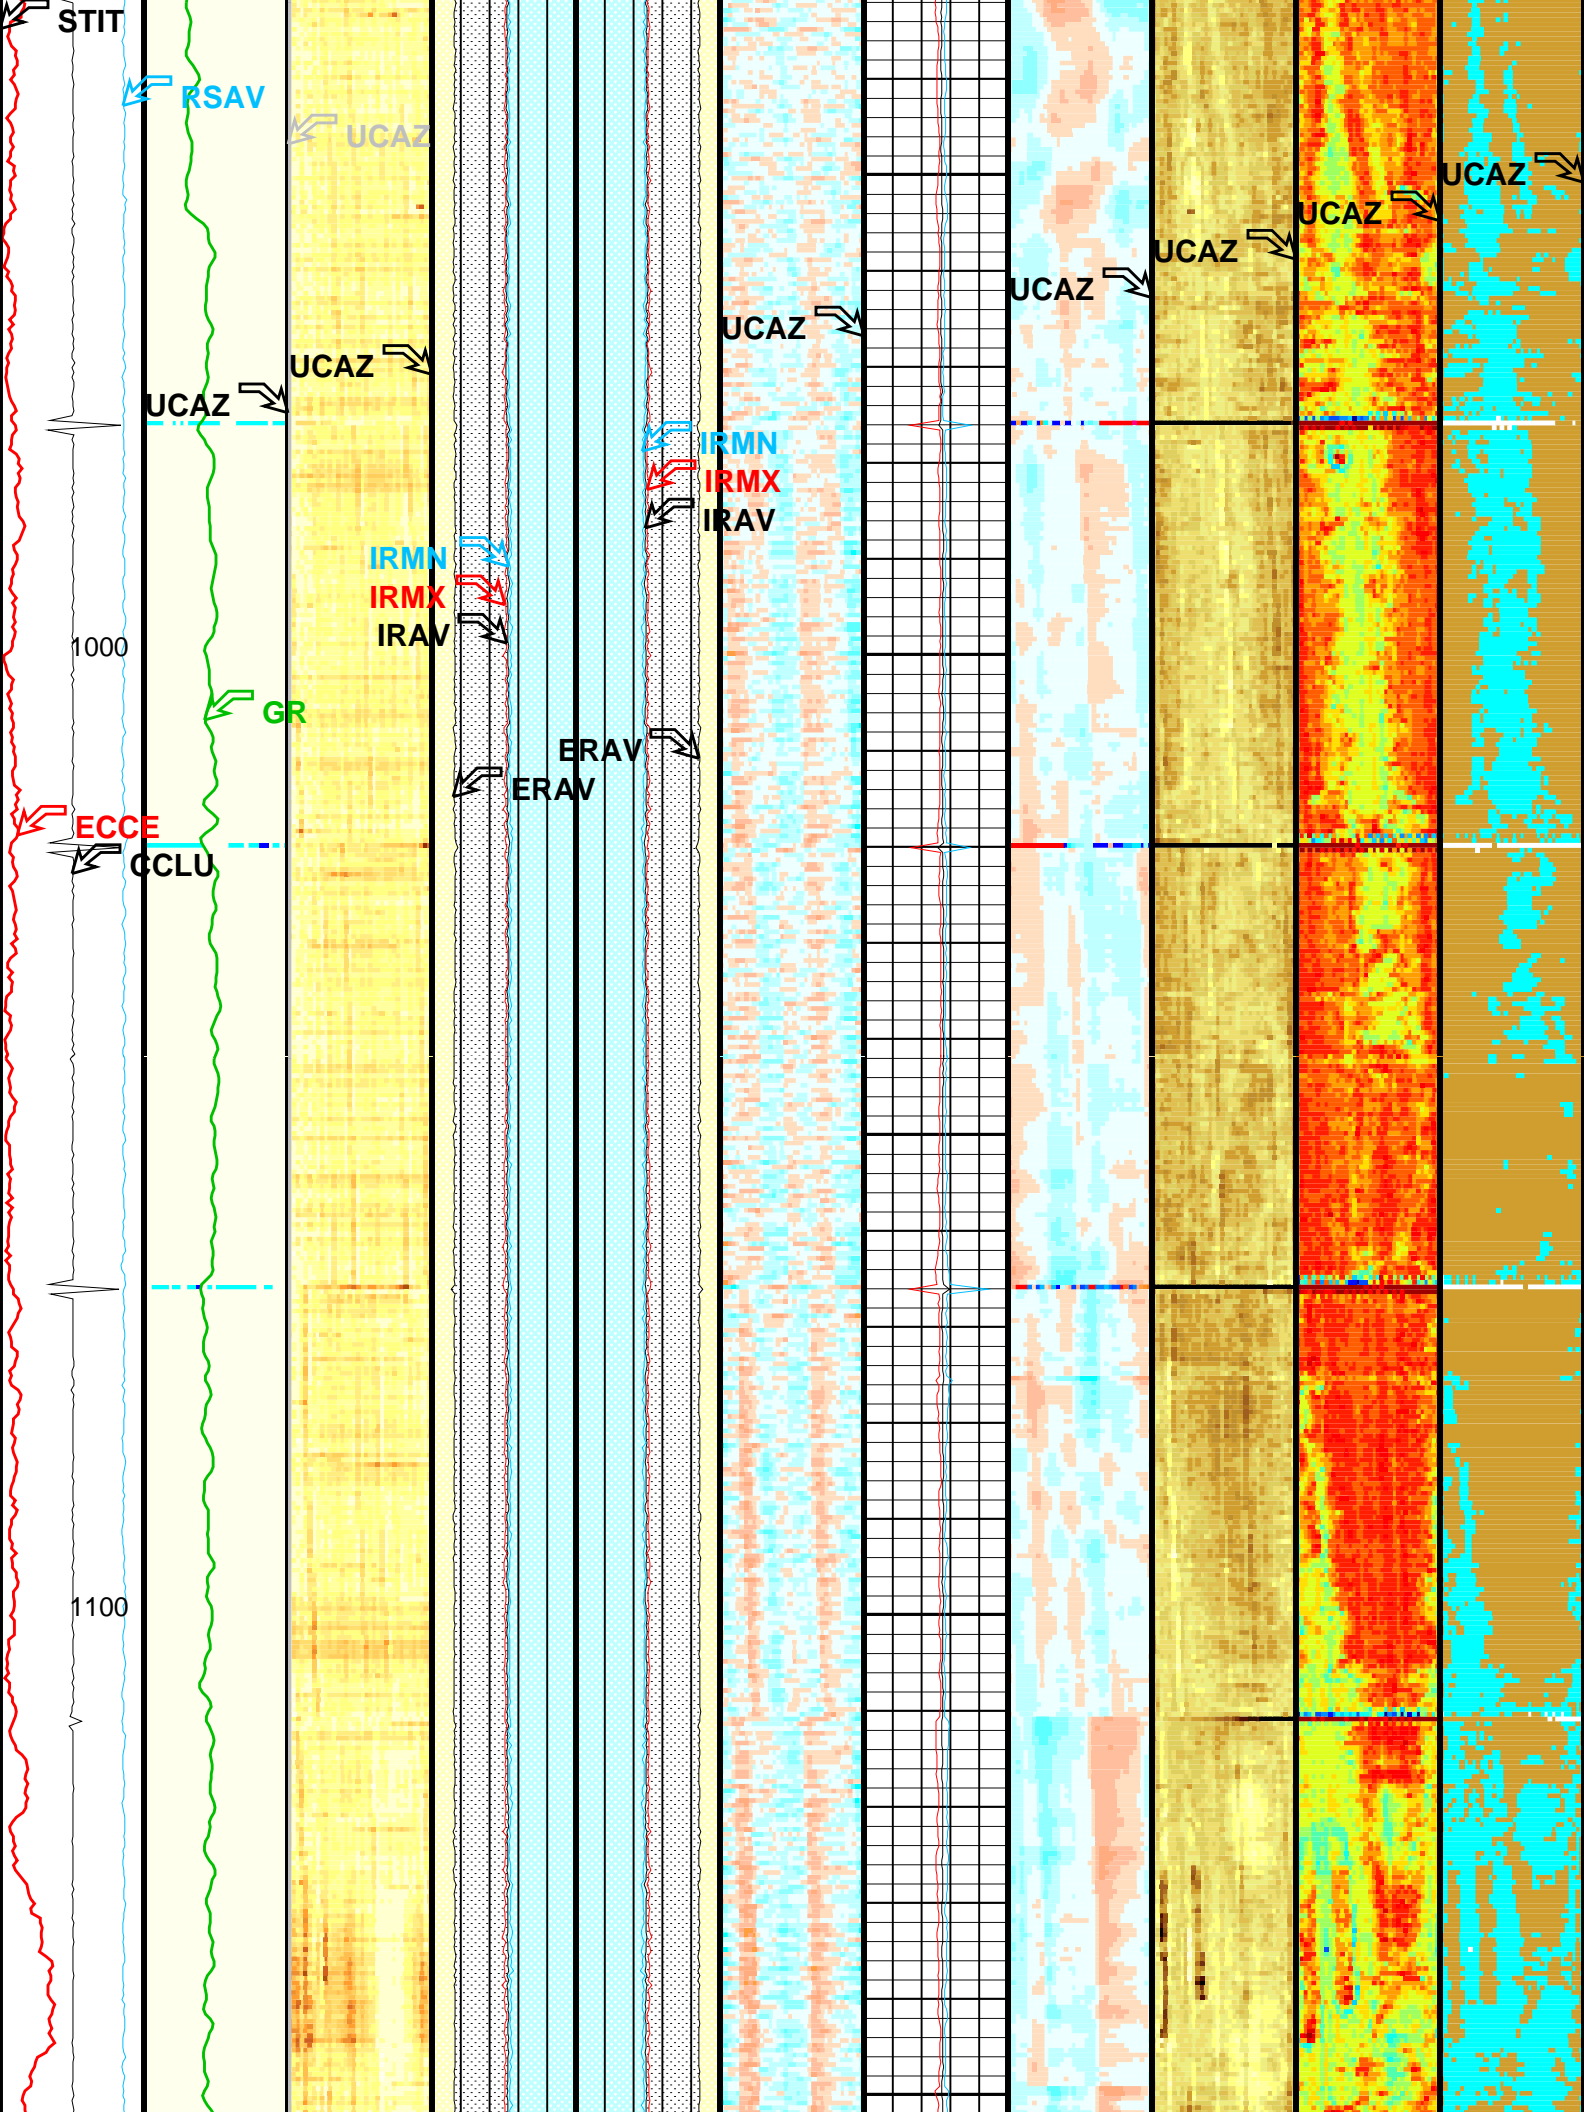 STIT
RSAV
UCAZ
UCAZ
UCAZ
UCAZ
UCAZ
UCAZ
UCAZ
UCAZ
UCAZ
IRMN
IRMX
IRAV
IRMN
IRMX
IRAV
1000
GR
ERAV
ERAV
ECCE
CCLU
1100